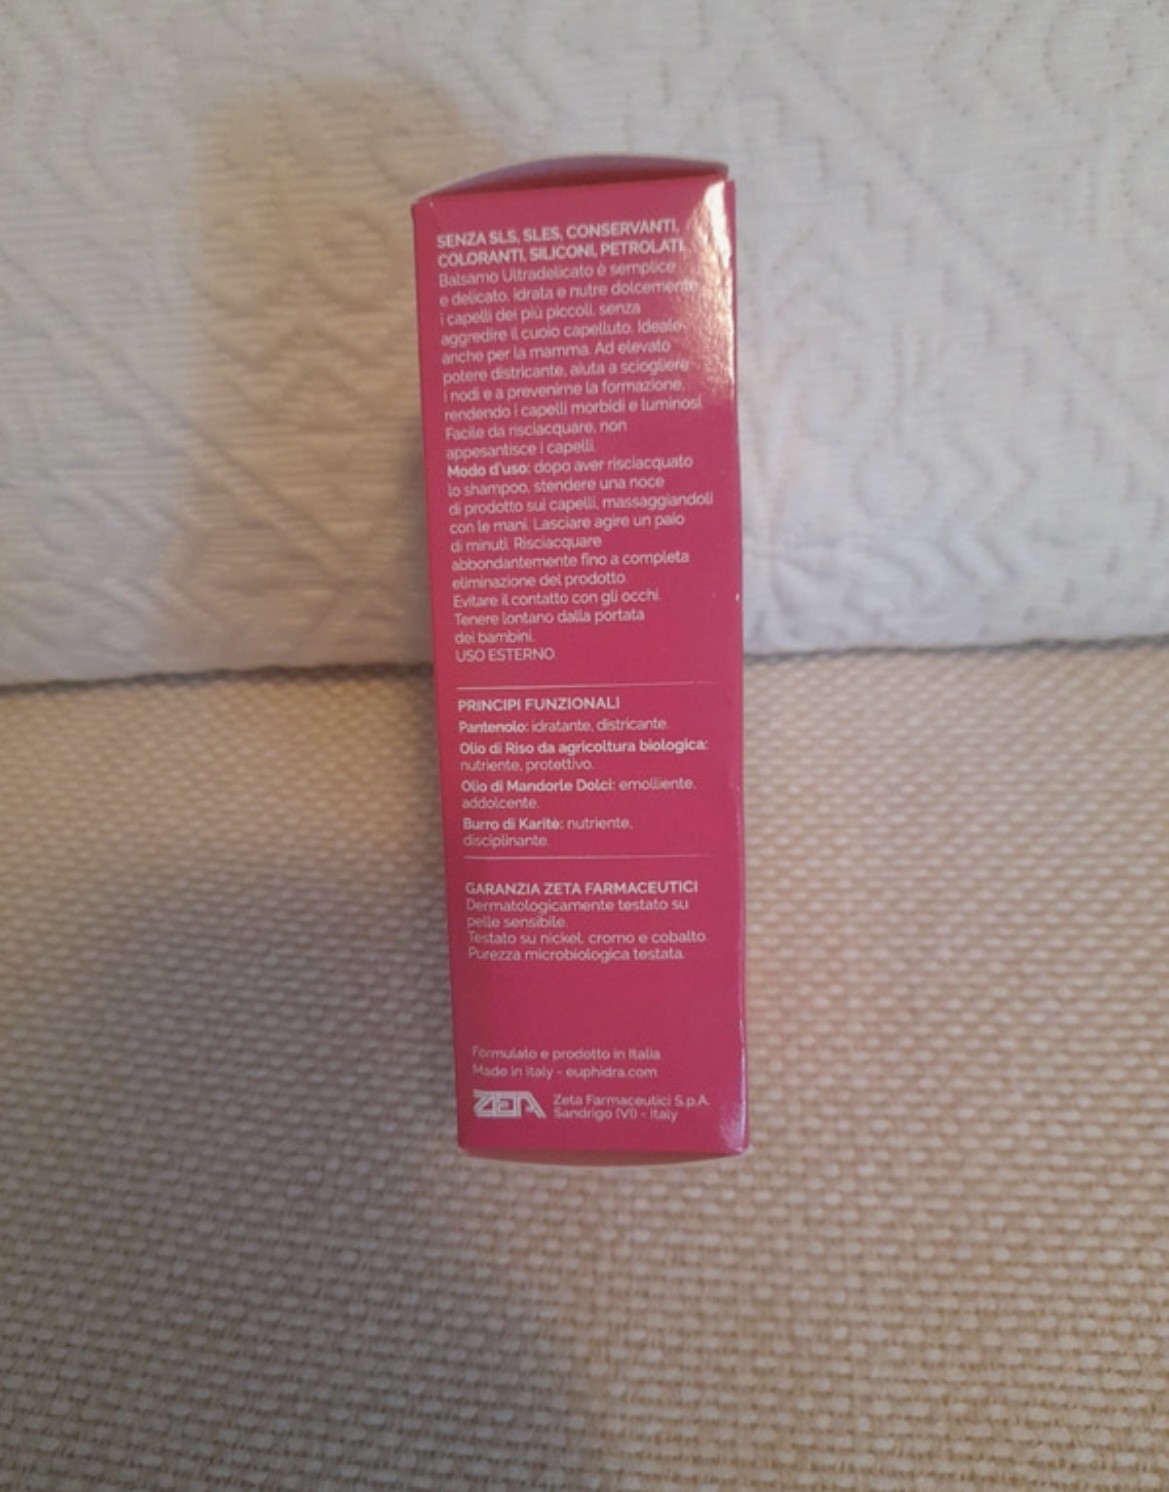 SENZA SLS, SLES, CONSERVANTI,
COLORANTI, SILICONI, PETROLATI.
Balsamo Ultradelicato è semplice
e delicato, idrata e nutre dolcemente
i capelli dei più piccoli, senza
aggredire il cuoio capelluto. Ideale
anche per la mamma. Ad elevato
potere districante, aiuta a sciogliere
i nodi e a prevenirne la formazione,
rendendo i capelli morbidi e luminosi.
Facile da risciacquare, non
appesantisce i capelli.
Modo d'uso: dopo aver risciacquato
lo shampoo, stendere una noce
di prodotto sui capelli, massaggiandoli
con le mani. Lasciare agire un paio
di minuti. Risciacquare
abbondantemente fino a completa
eliminazione del prodotto.
Evitare il contatto con gli occhi.
Tenere lontano dalla portata
dei bambini.
USO ESTERNO.
PRINCIPI FUNZIONALI
Pantenolo: idratante, districante.
Olio di Riso da agricoltura biologica:
nutriente, protettivo.
Olio di Mandorle Dolci: emolliente,
addolcente.
Burro di Karitè: nutriente,
disciplinante.
GARANZIA ZETA FARMACEUTICI
Dermatologicamente testato su
pelle sensibile.
Testato su nickel, cromo e cobalto.
Purezza microbiologica testata.
Formulato e prodotto in Italia
Made in Italy - euphidra.com
ZETA Zeta Farmaceutici S.p.A.
Sandrigo (VI) - Italy